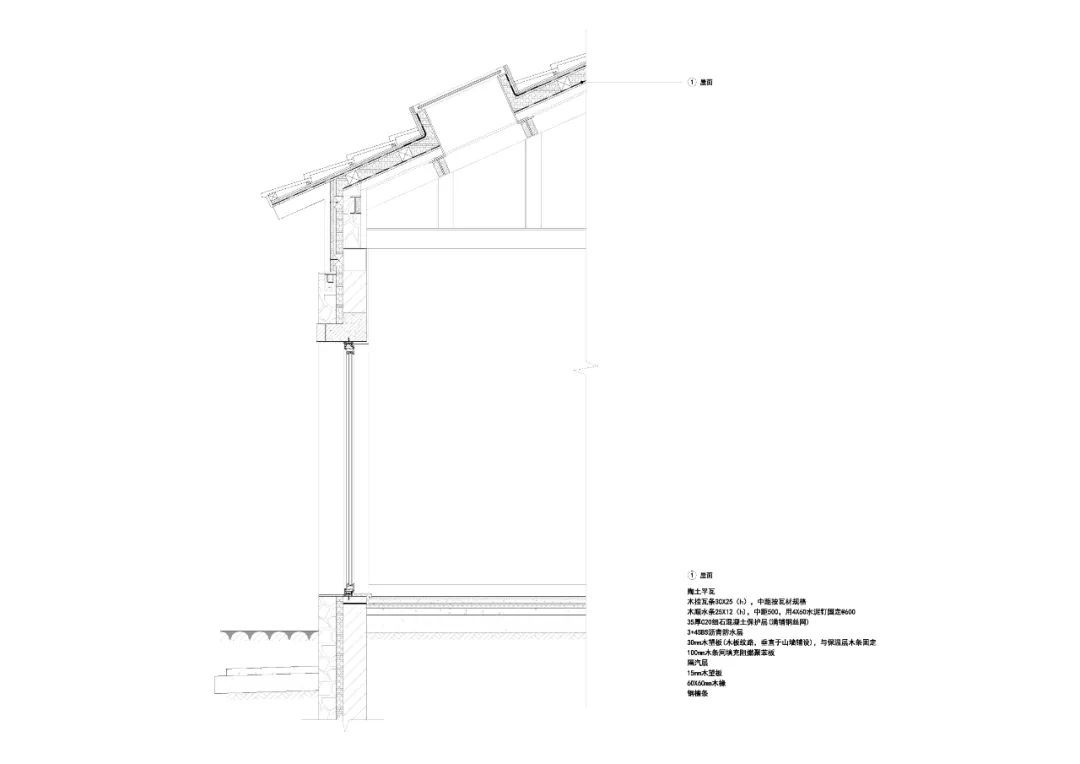 ① 屋面
① 屋面
陶土平瓦
木挂瓦条30X25（h），中距按瓦材规格
木顺水条25X12（h），中距500，用4X60水泥钉固定@600
35厚C20细石混凝土保护层(满铺钢丝网)
3+4SBS沥青防水层
30mm木望板(木板纹路，垂直于山墙铺设)，与保温层木条固定
100mm木条间填充阻燃聚苯板
隔汽层
15mm木望板
60X60mm木椽
钢檩条